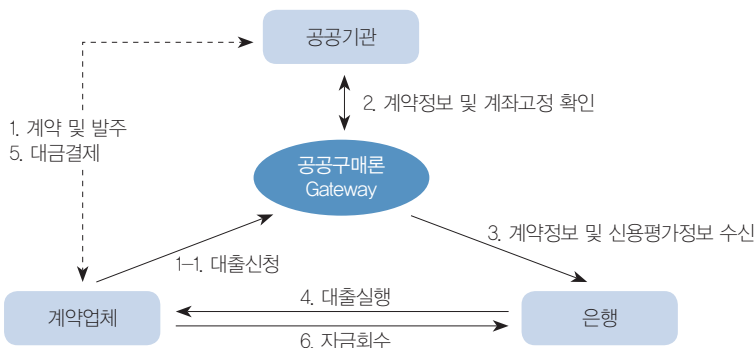 공공기관
2. 계약정보 및 계좌고정 확인
1. 계약 및 발주
5. 대금결제
공공구매론
Gateway
3. 계약정보 및 신용평가정보 수신
1-1. 대출신청
4. 대출실행
계약업체
은행
6. 자금회수